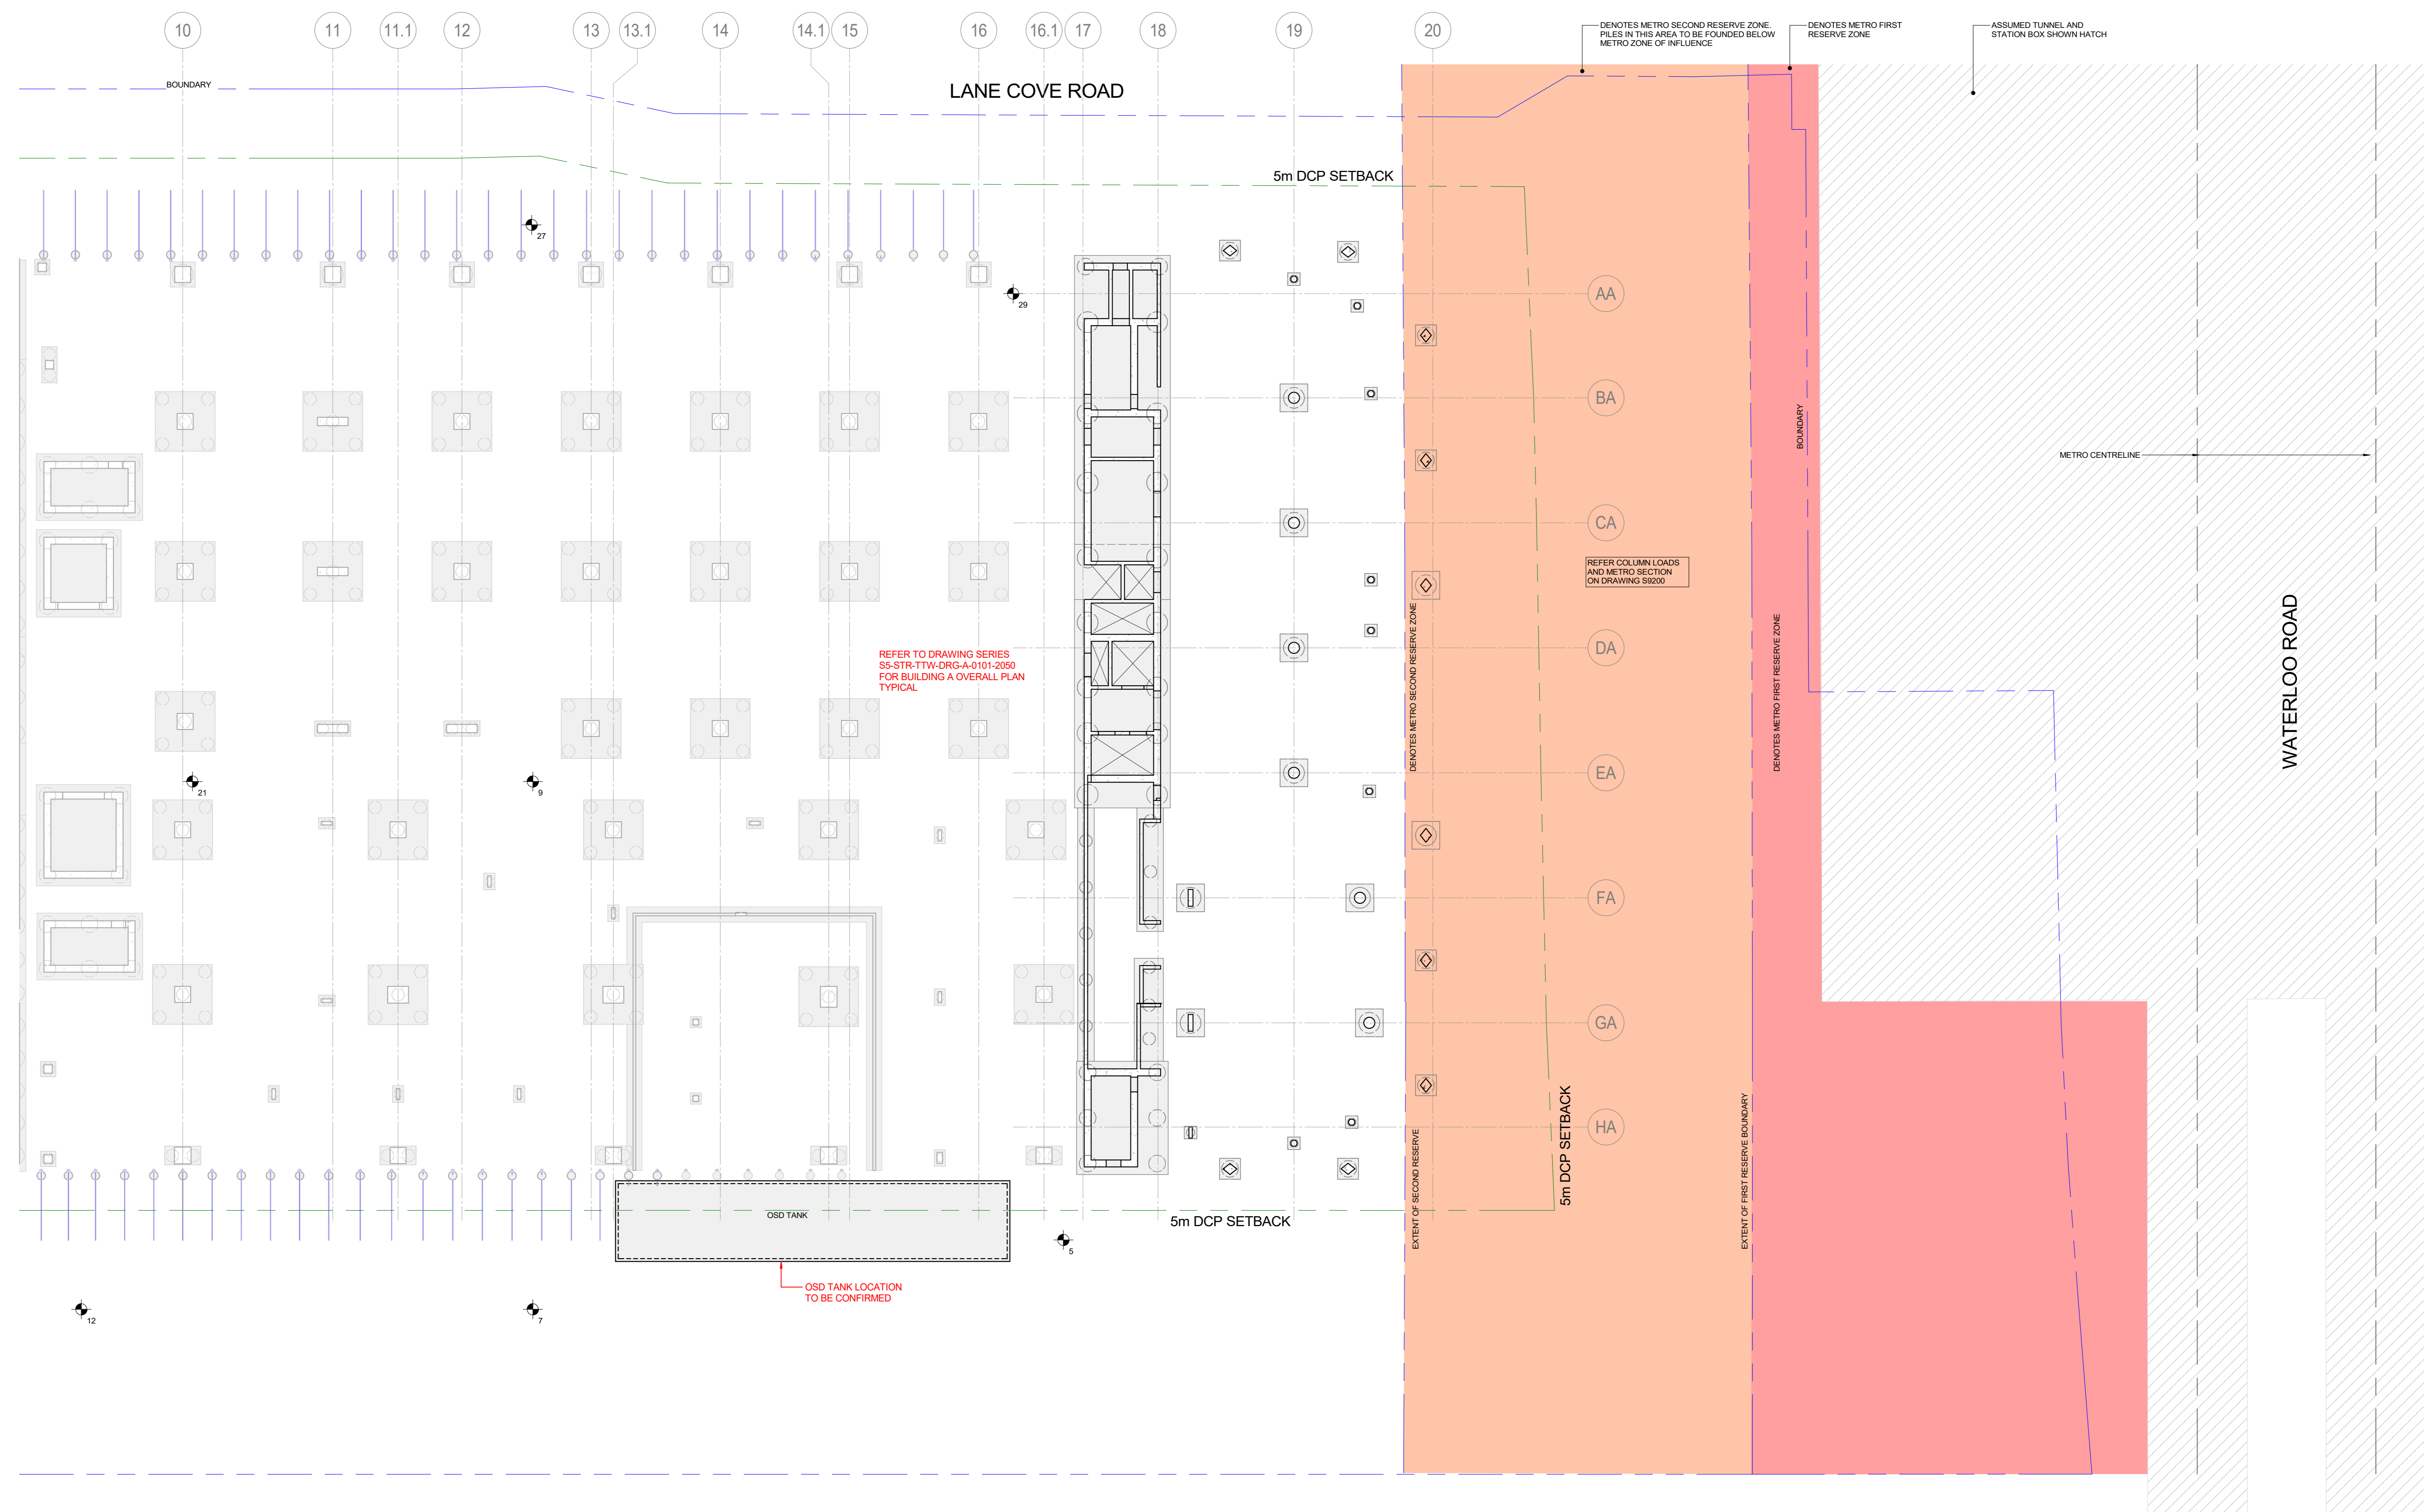 10
11
11.1
12
13
13.1
14
14.1
15
16
16.1
17
18
19
20
DENOTES METRO SECOND RESERVE ZONE.
PILES IN THIS AREA TO BE FOUNDED BELOW
METRO ZONE OF INFLUENCE
DENOTES METRO FIRST
RESERVE ZONE
ASSUMED TUNNEL AND
STATION BOX SHOWN HATCH
BOUNDARY
LANE COVE ROAD
5m DCP SETBACK
27
29
AA
BA
BOUNDARY
METRO CENTRELINE
CA
REFER COLUMN LOADS
AND METRO SECTION
ON DRAWING S9200
DENOTES METRO SECOND RESERVE ZONE
DENOTES METRO FIRST RESERVE ZONE
WATERLOO ROAD
REFER TO DRAWING SERIES
S5-STR-TTW-DRG-A-0101-2050
FOR BUILDING A OVERALL PLAN
TYPICAL
DA
EA
21
9
FA
GA
HA
5m DCP SETBACK
EXTENT OF SECOND RESERVE
EXTENT OF FIRST RESERVE BOUNDARY
OSD TANK
5m DCP SETBACK
5
OSD TANK LOCATION
TO BE CONFIRMED
12
7